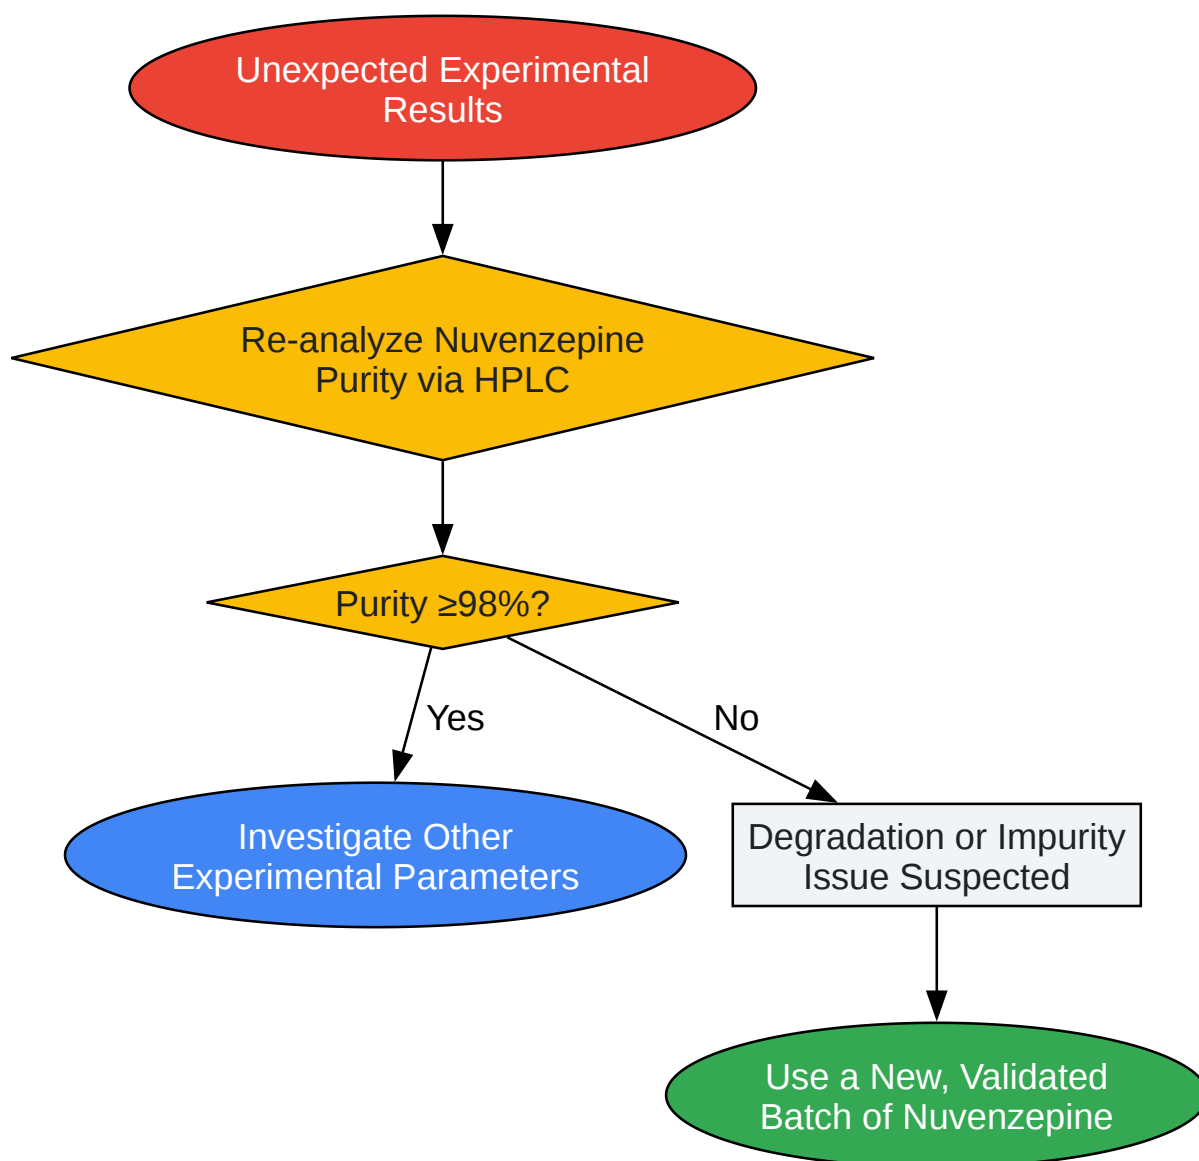 Unexpected Experimental
Results
Re-analyze Nuvenzepine
Purity via HPLC
Purity ≥98%?
Yes
No
Investigate Other
Experimental Parameters
Degradation or Impurity
Issue Suspected
Use a New, Validated
Batch of Nuvenzepine